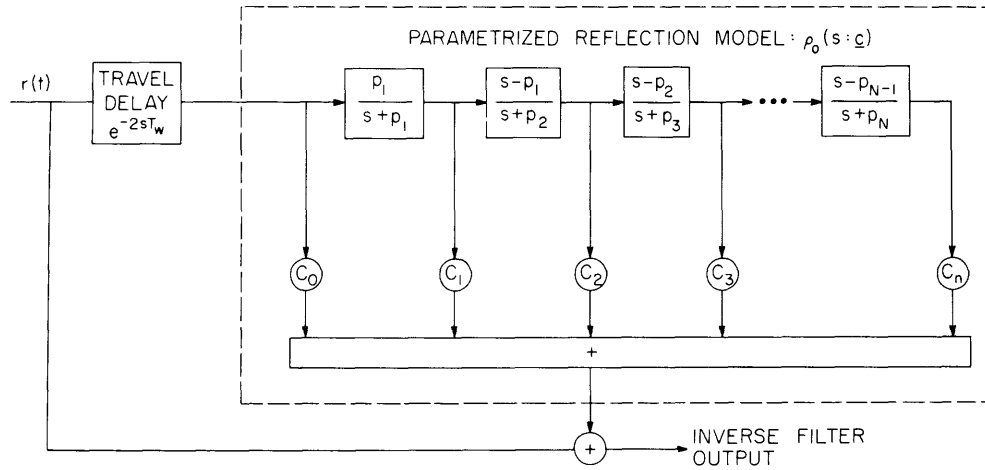 PARAMETRIZED REFLECTION MODEL: ρ₀(s:c)
r(t)
TRAVEL
DELAY
e^-2sT_w
p₁
s+p₁
s-p₁
s+p₂
s-p₂
s+p₃
•••
s-p_N-1
s+p_N
C₀
C₁
C₂
C₃
Cₙ
+
+
INVERSE FILTER
OUTPUT